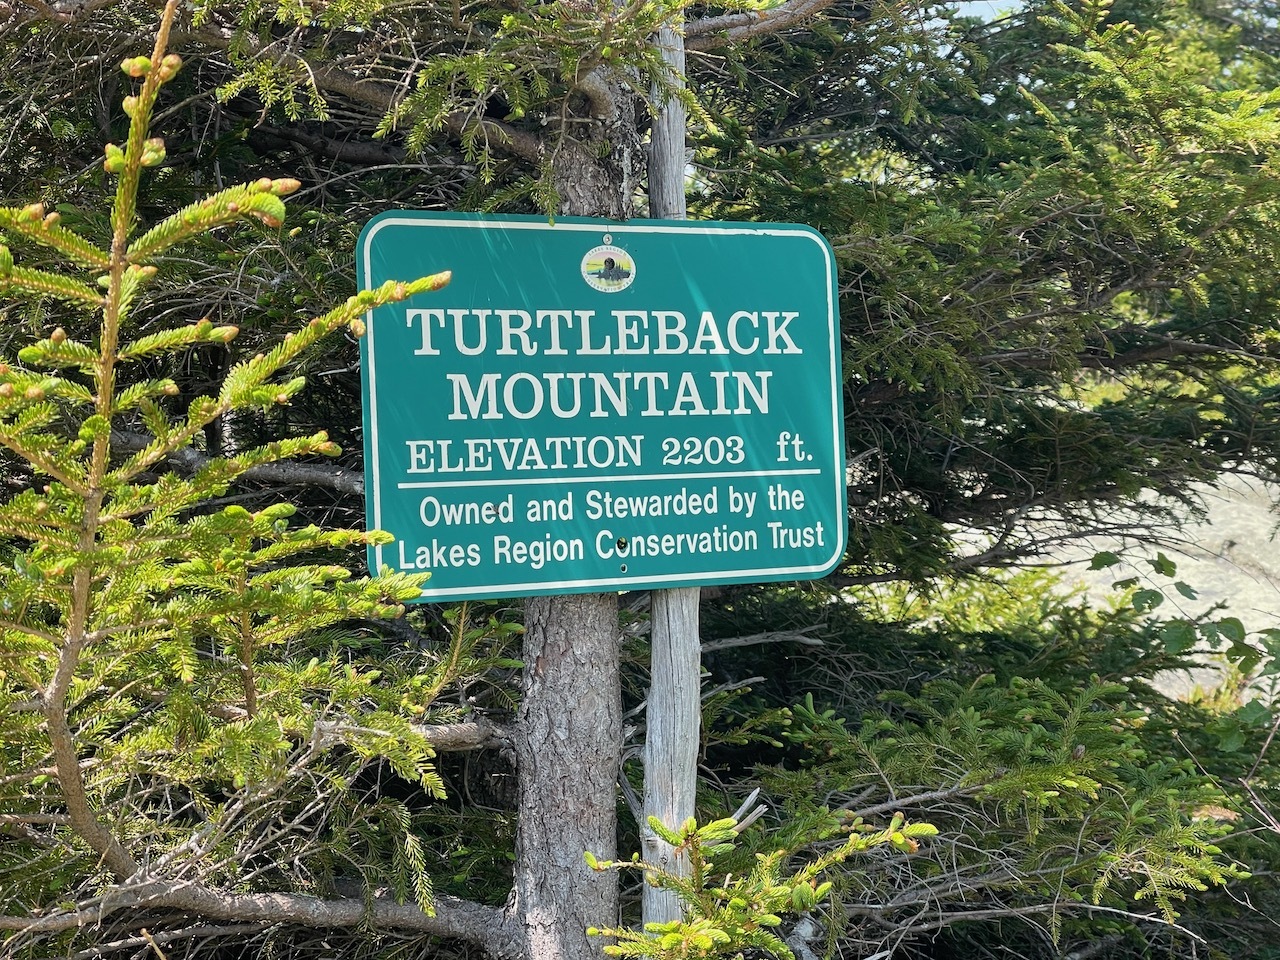 TURTLEBACK
MOUNTAIN
ELEVATION 2203 ft.
Owned and Stewarded by the
Lakes Region Conservation Trust